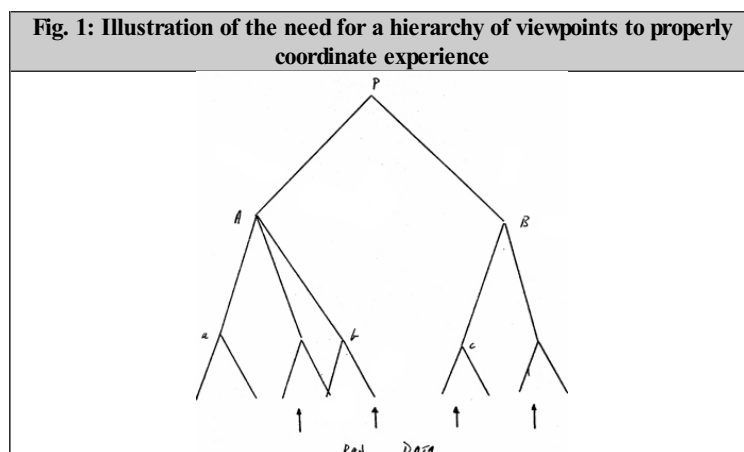 Fig. 1: Illustration of the need for a hierarchy of viewpoints to properly
coordinate experience
P
A
B
a
b
c
DATA